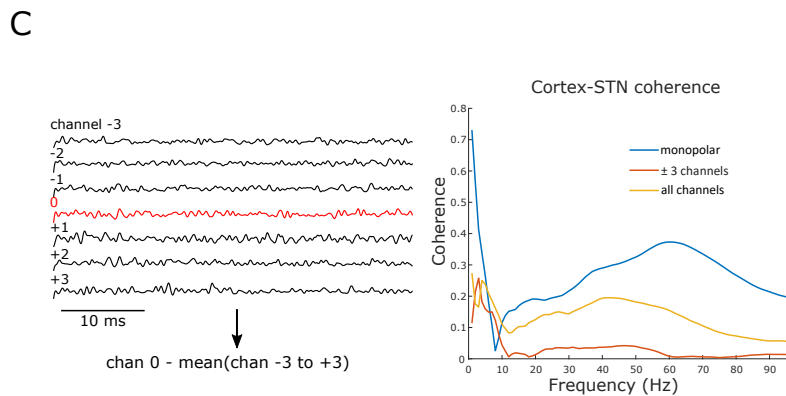 C
channel -3
-2
-1
0
+1
+2
+3
10 ms
chan 0 - mean(chan -3 to +3)
Cortex-STN coherence
0.8
0.7
0.6
0.5
0.4
0.3
0.2
0.1
0
Coherence
monopolar
± 3 channels
all channels
0 10 20 30 40 50 60 70 80 90
Frequency (Hz)